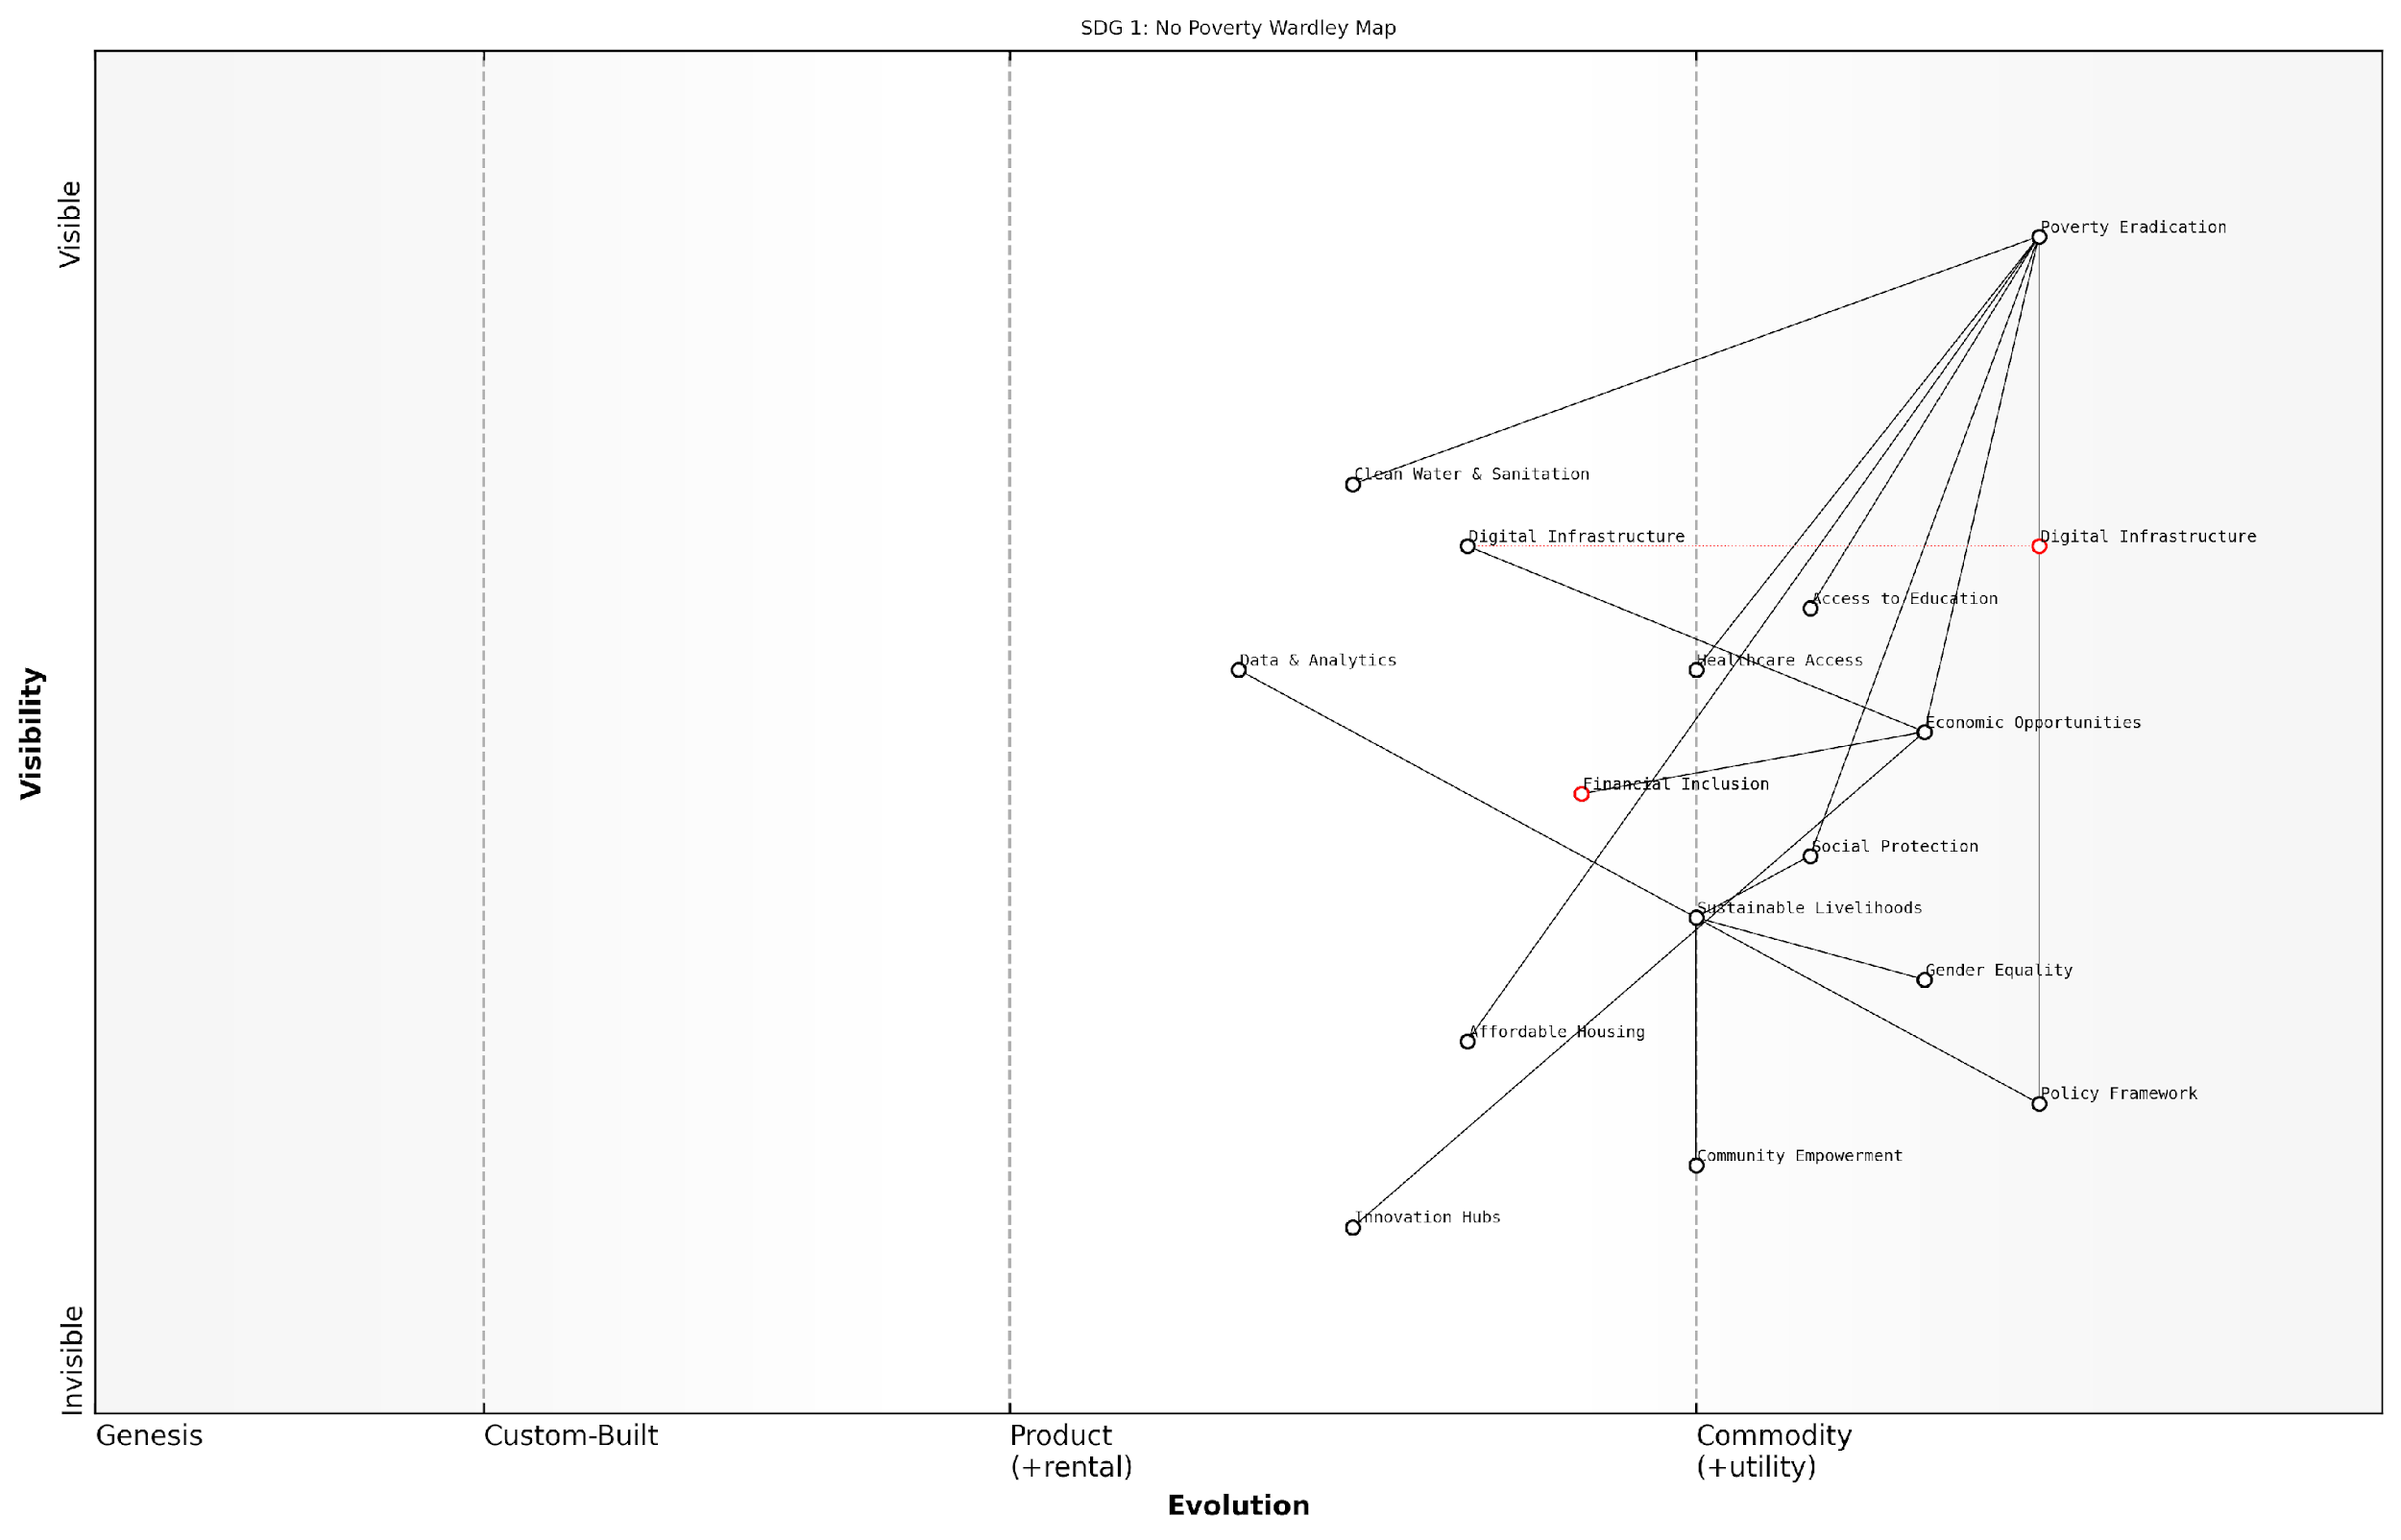 SDG 1: No Poverty Wardley Map
Visible
Poverty Eradication
Clean Water & Sanitation
Digital Infrastructure
Digital Infrastructure
Access to Education
Data & Analytics
Healthcare Access
Economic Opportunities
Visibility
Financial Inclusion
Social Protection
Sustainable Livelihoods
Gender Equality
Affordable Housing
Policy Framework
Community Empowerment
Innovation Hubs
Invisible
Genesis
Custom-Built
Product
(+rental)
Commodity
(+utility)
Evolution